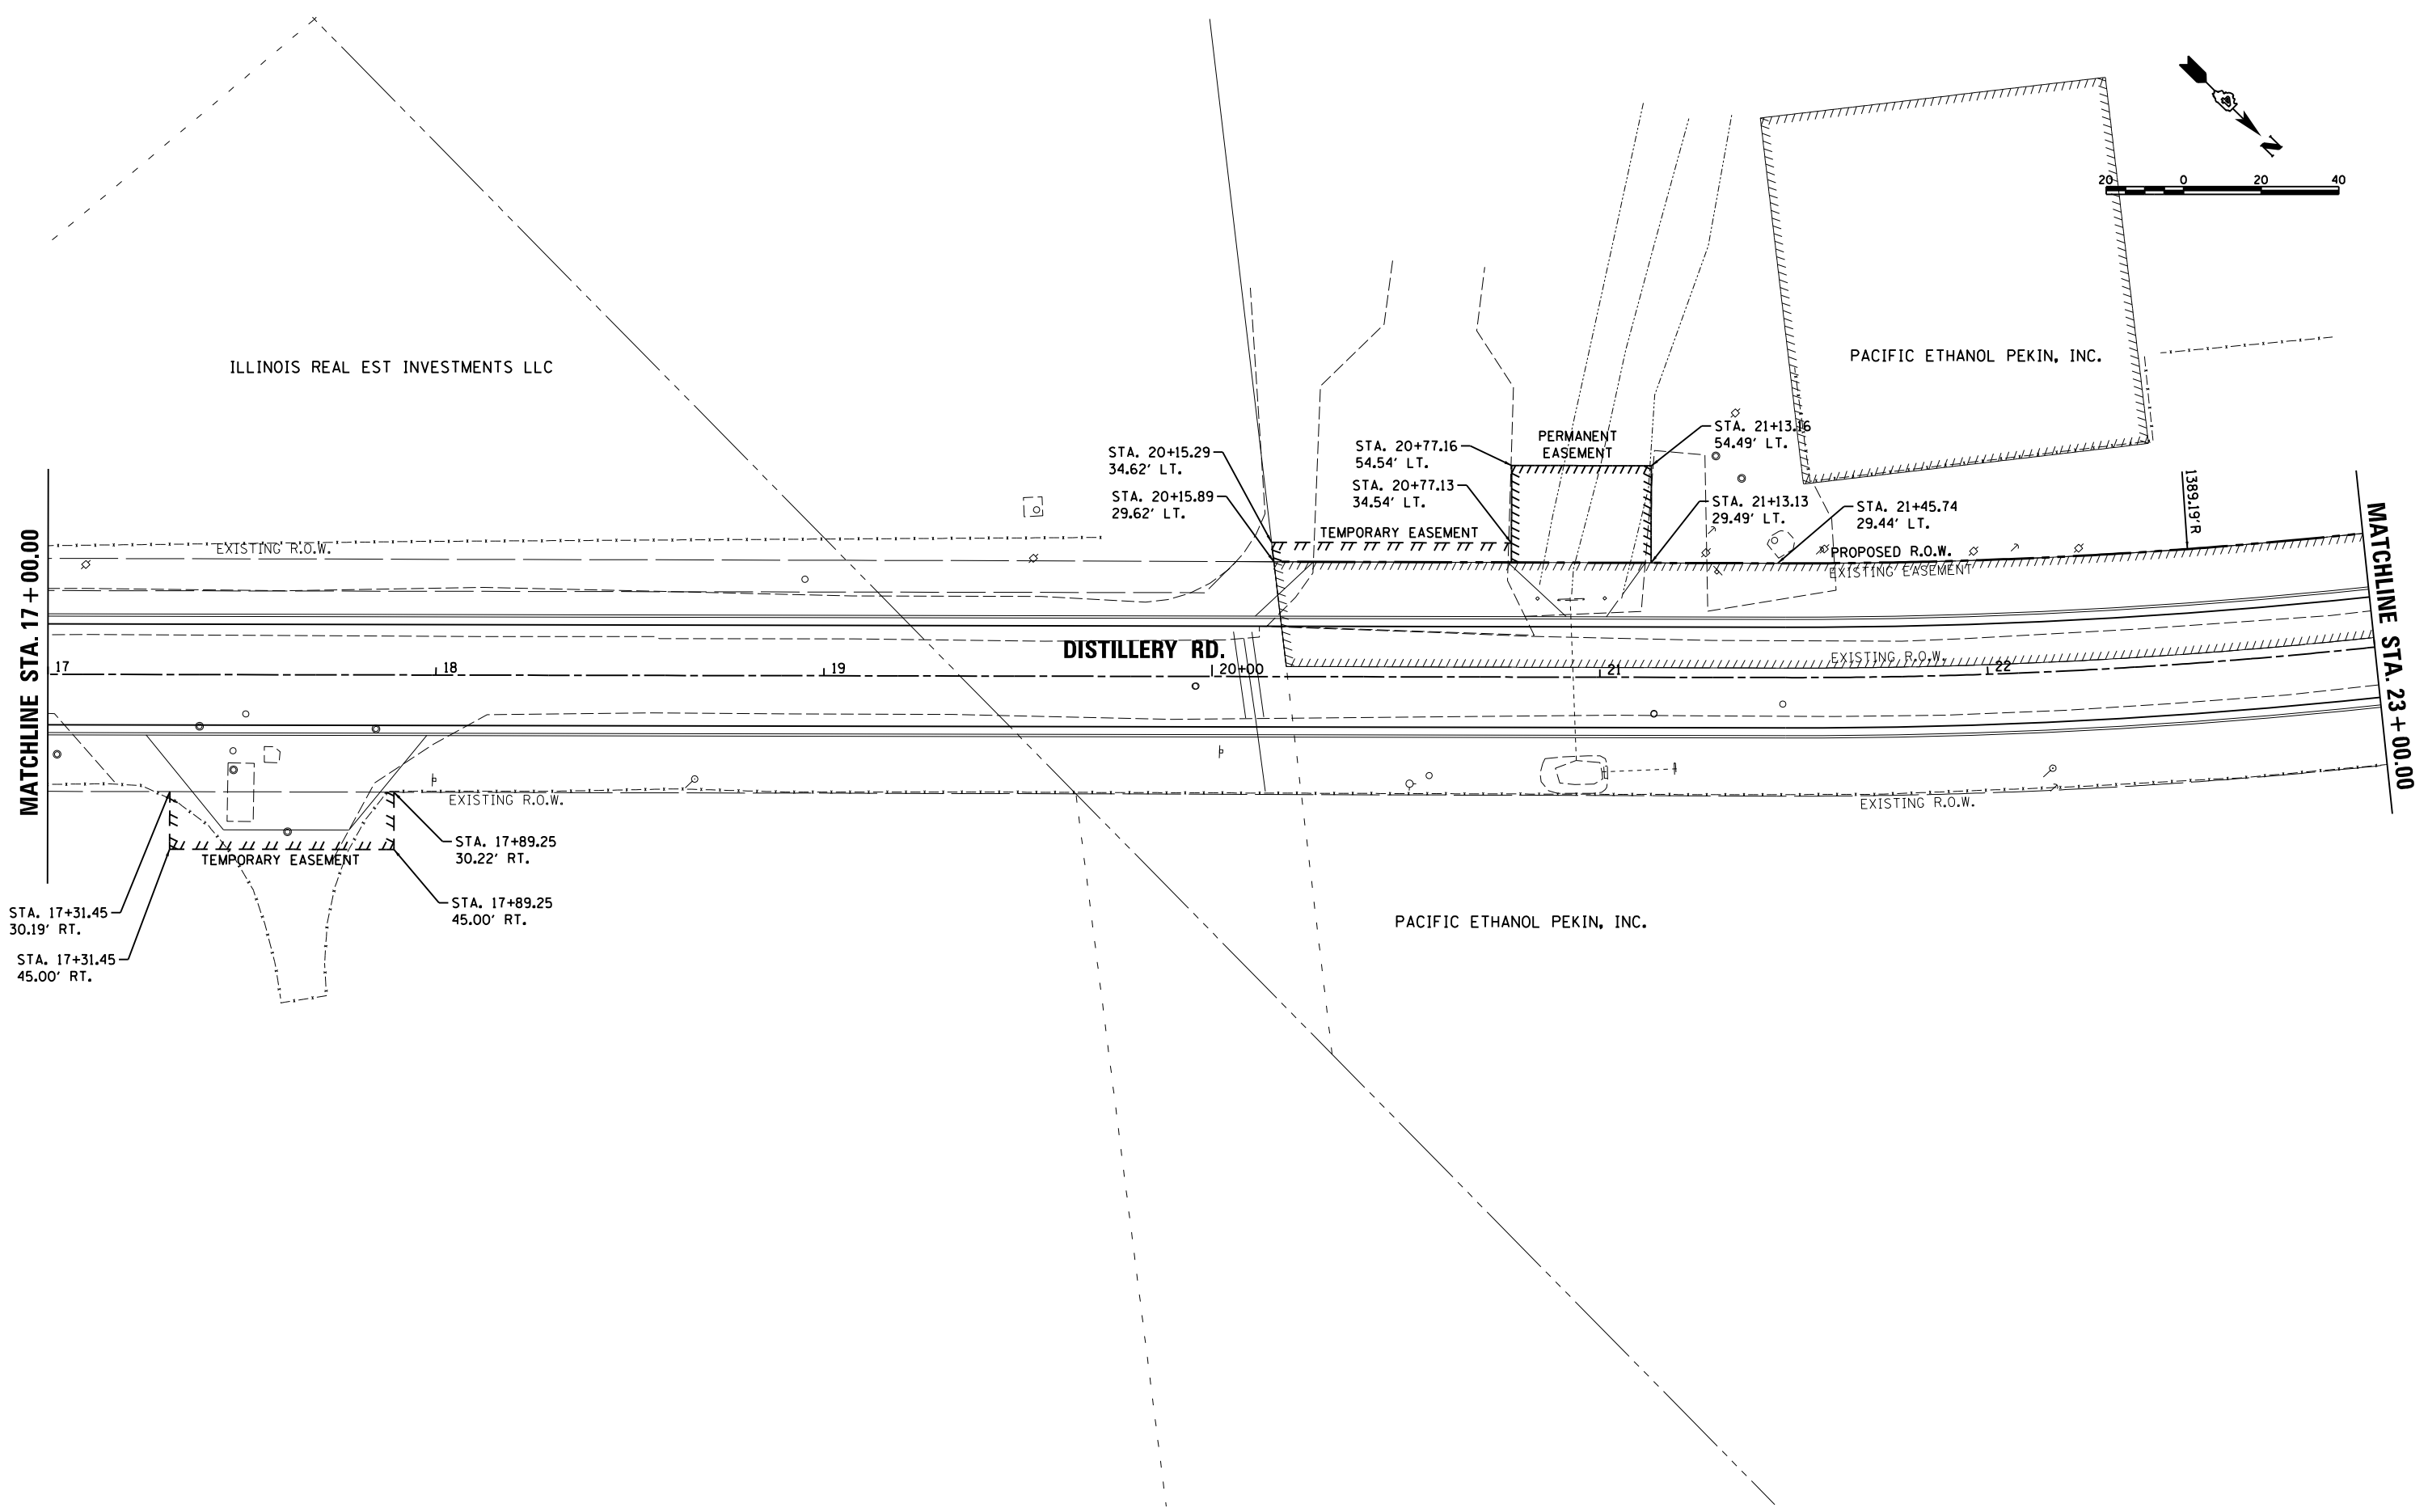 N
20 0 20 40
ILLINOIS REAL EST INVESTMENTS LLC
PACIFIC ETHANOL PEKIN, INC.
STA. 20+15.29
34.62' LT.
STA. 20+15.89
29.62' LT.
STA. 20+77.16
54.54' LT.
STA. 20+77.13
34.54' LT.
PERMANENT
EASEMENT
STA. 21+13.16
54.49' LT.
STA. 21+13.13
29.49' LT.
STA. 21+45.74
29.44' LT.
1389.19'R
TEMPORARY EASEMENT
EXISTING R.O.W.
PROPOSED R.O.W.
EXISTING EASEMENT
MATCHLINE STA. 17+00.00
DISTILLERY RD.
EXISTING R.O.W.
MATCHLINE STA. 23+00.00
17 18 19 20+00 21 22
EXISTING R.O.W.
EXISTING R.O.W.
TEMPORARY EASEMENT
STA. 17+89.25
30.22' RT.
STA. 17+89.25
45.00' RT.
STA. 17+31.45
30.19' RT.
STA. 17+31.45
45.00' RT.
PACIFIC ETHANOL PEKIN, INC.